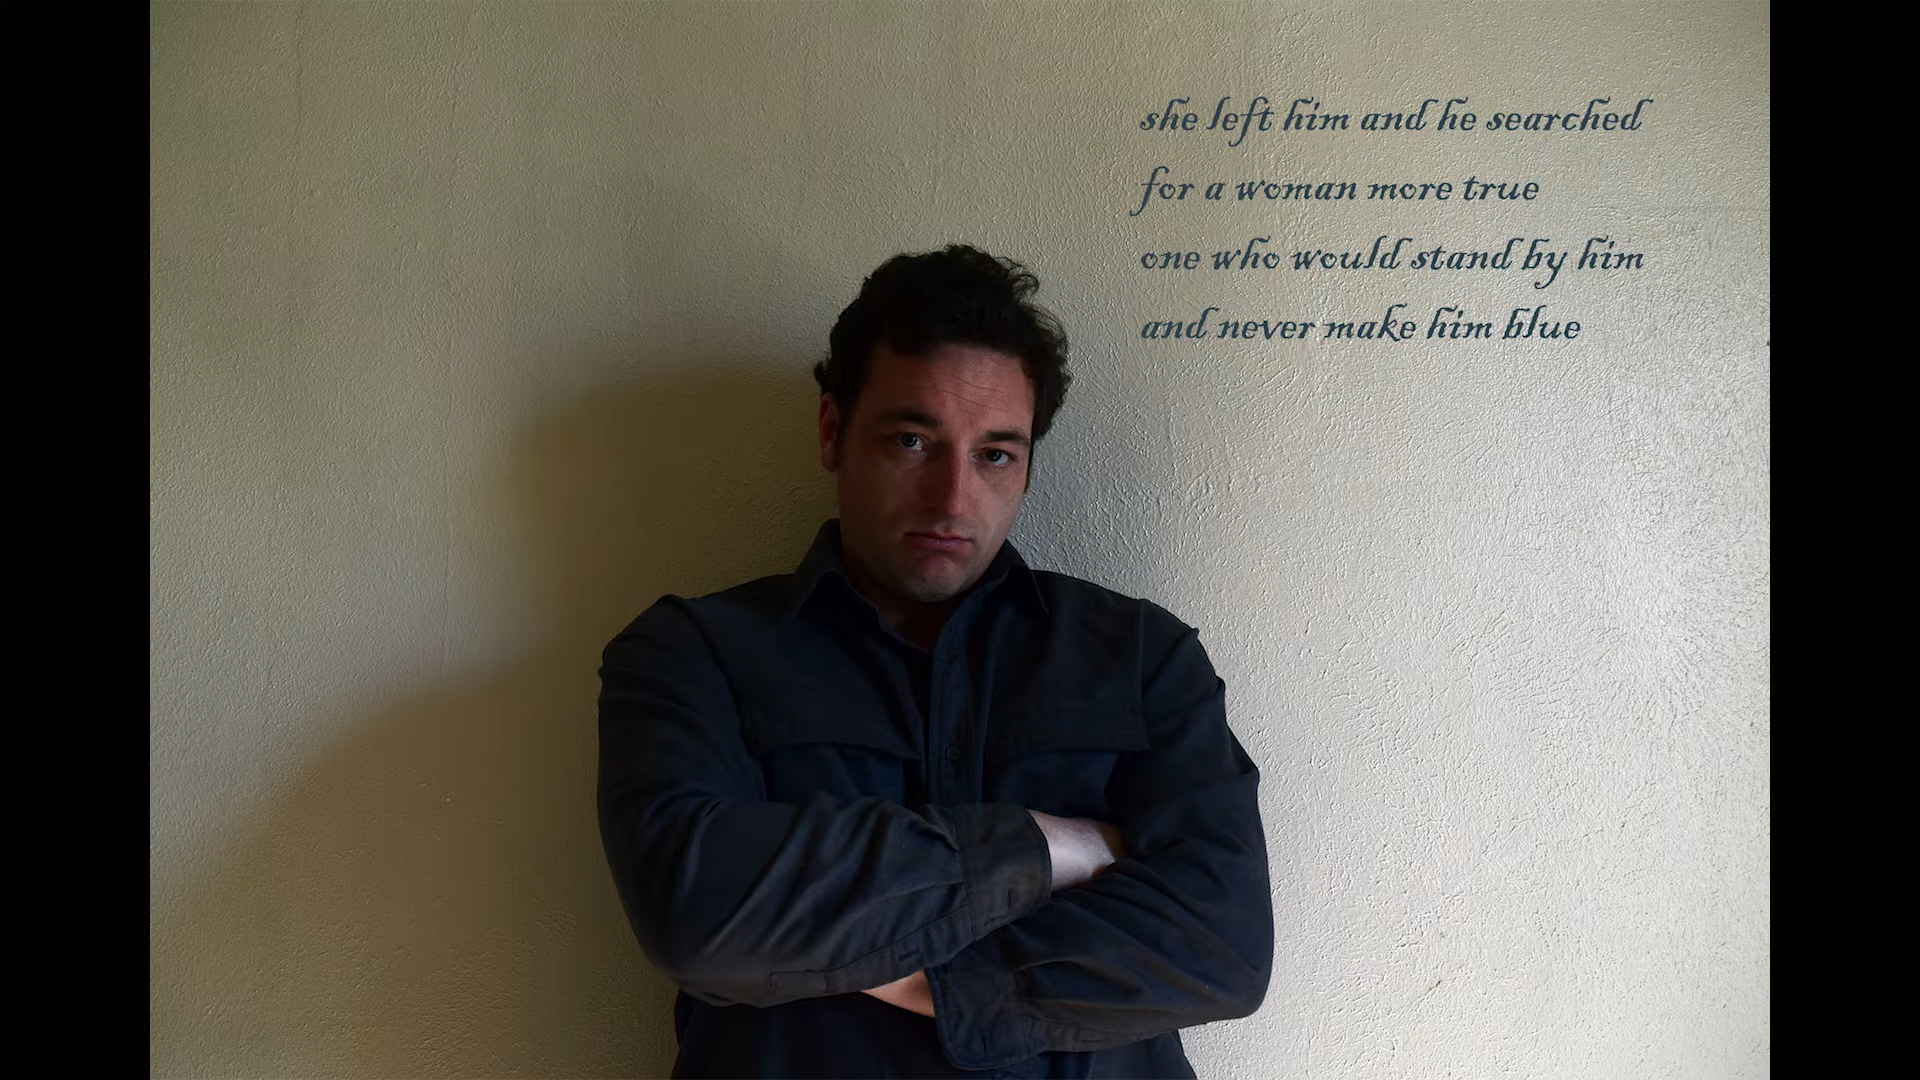 she left him and he searched
for a woman more true
one who would stand by him
and never make him blue